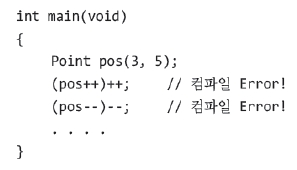 int main(void)
{
    Point pos(3, 5);
    (pos++)++;    // 컴파일 Error!
    (pos--)--;    // 컴파일 Error!
    . . . .
}